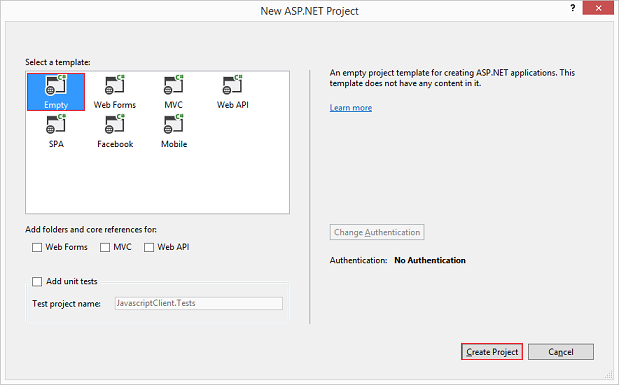 New ASP.NET Project
?
Select a template:
C# C# C# C#
Empty Web Forms MVC Web API
C# C# C#
SPA Facebook Mobile
An empty project template for creating ASP.NET applications. This
template does not have any content in it.
Learn more
Add folders and core references for:
Web Forms MVC Web API
Add unit tests
Test project name: JavascriptClient.Tests
Change Authentication
Authentication: No Authentication
Create Project Cancel